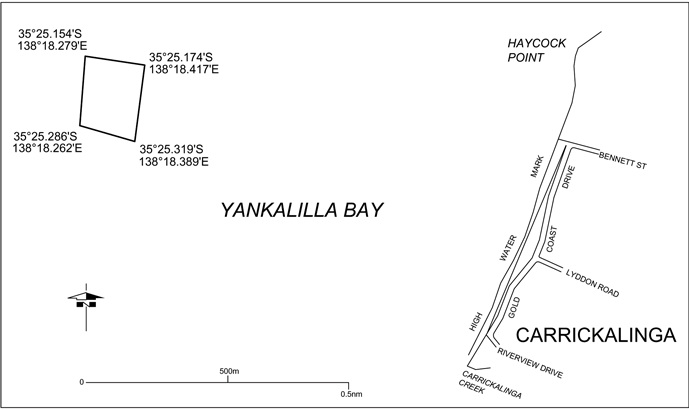 35°25.154'S
138°18.279'E
35°25.174'S
138°18.417'E
HAYCOCK
POINT
35°25.286'S
138°18.262'E
35°25.319'S
138°18.389'E
BENNETT ST
MARK
DRIVE
YANKALILLA BAY
WATER
COAST
LYDDON ROAD
N
HIGH
GOLD
CARRICKALINGA
RIVERVIEW DRIVE
CARRICKALINGA
CREEK
0
500m
0.5nm